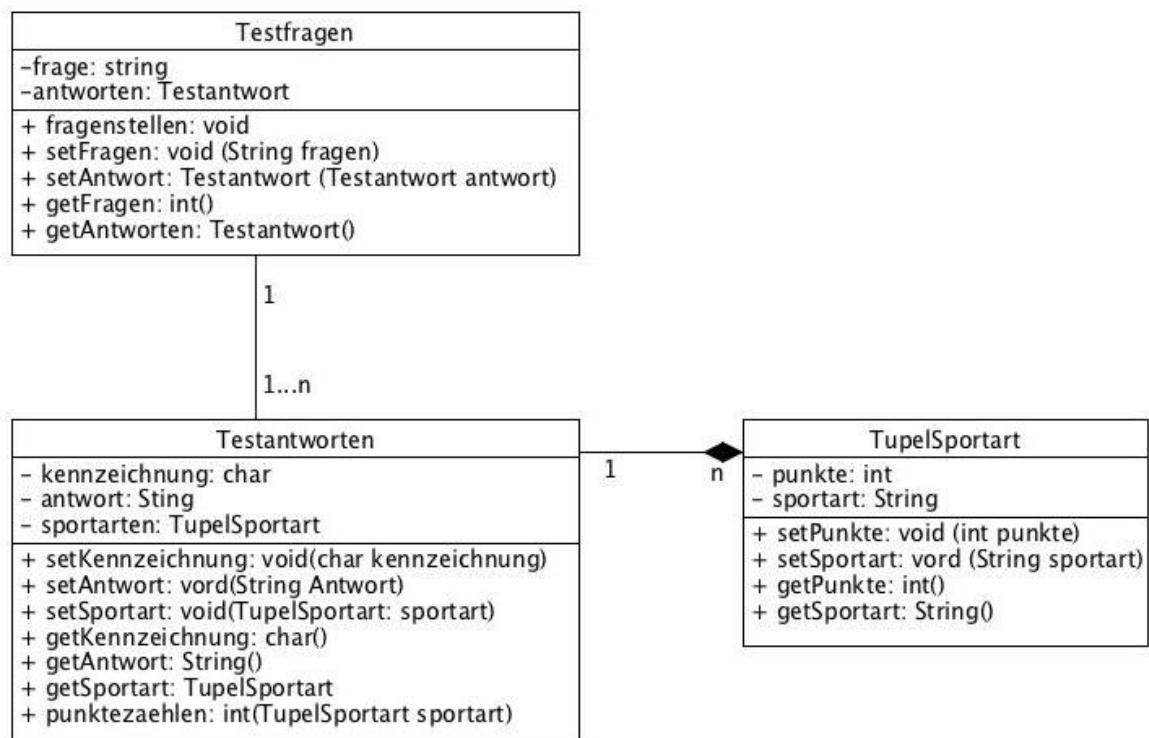 Testfragen
-frage: string
-antworten: Testantwort
+ fragenstellen: void
+ setFragen: void (String fragen)
+ setAntwort: Testantwort (Testantwort antwort)
+ getFragen: int()
+ getAntworten: Testantwort()
1
1...n
Testantworten
- kennzeichnung: char
- antwort: Sting
- sportarten: TupelSportart
+ setKennzeichnung: void(char kennzeichnung)
+ setAntwort: vord(String Antwort)
+ setSportart: void(TupelSportart: sportart)
+ getKennzeichnung: char()
+ getAntwort: String()
+ getSportart: TupelSportart
+ punktezaehlen: int(TupelSportart sportart)
1
n
TupelSportart
- punkte: int
- sportart: String
+ setPunkte: void (int punkte)
+ setSportart: vord (String sportart)
+ getPunkte: int()
+ getSportart: String()